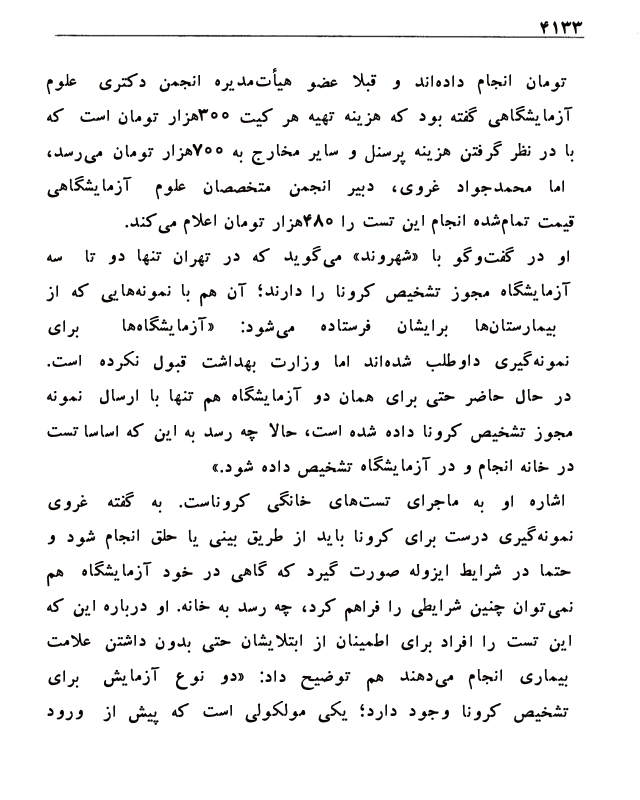 ۴۱۳۳
تومان انجام داده‌اند و قبلا عضو هیأت‌مدیره انجمن دکتری علوم
آزمایشگاهی گفته بود که هزینه تهیه هر کیت ۳۰۰هزار تومان است که
با در نظر گرفتن هزینه پرسنل و سایر مخارج به ۷۰۰هزار تومان می‌رسد،
اما محمدجواد غروی، دبیر انجمن متخصصان علوم آزمایشگاهی
قیمت تمام‌شده انجام این تست را ۴۸۰هزار تومان اعلام می‌کند.
او در گفت‌وگو با «شهروند» می‌گوید که در تهران تنها دو تا سه
آزمایشگاه مجوز تشخیص کرونا را دارند؛ آن هم با نمونه‌هایی که از
بیمارستان‌ها برایشان فرستاده می‌شود: «آزمایشگاه‌ها برای
نمونه‌گیری داوطلب شده‌اند اما وزارت بهداشت قبول نکرده است.
در حال حاضر حتی برای همان دو آزمایشگاه هم تنها با ارسال نمونه
مجوز تشخیص کرونا داده شده است، حالا چه رسد به این که اساسا تست
در خانه انجام و در آزمایشگاه تشخیص داده شود.»
اشاره او به ماجرای تست‌های خانگی کروناست. به گفته غروی
نمونه‌گیری درست برای کرونا باید از طریق بینی یا حلق انجام شود و
حتما در شرایط ایزوله صورت گیرد که گاهی در خود آزمایشگاه هم
نمی‌توان چنین شرایطی را فراهم کرد، چه رسد به خانه. او درباره این که
این تست را افراد برای اطمینان از ابتلایشان حتی بدون داشتن علامت
بیماری انجام می‌دهند هم توضیح داد: «دو نوع آزمایش برای
تشخیص کرونا وجود دارد؛ یکی مولکولی است که پیش از ورود